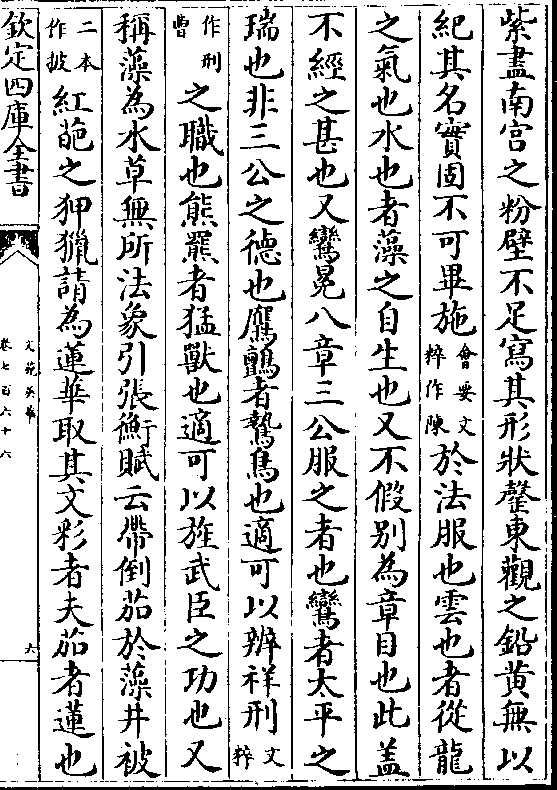 紫盡南宫之粉壁不足寫其形狀罄東觀之鉛黄無以
紀其名實固不可畢施會要文粹作陳於法服也雲也者從龍
之氣也水也者藻之自生也又不假别為章目也此蓋
不經之甚也又鸞冕八章三公服之者也鸞者太平之
瑞也非三公之德也鷹鸇者鷙鳥也適可以辨祥刑文粹
作刑曹之職也熊羆者猛獸也適可以旌武臣之功也又
稱藻為水草無所法象引張衡賦云帶倒茄於藻井被
二本作披紅葩之狎獵請為蓮華取其文彩者夫茄者蓮也
欽定四庫全書
文苑英華
卷七百六十六
六